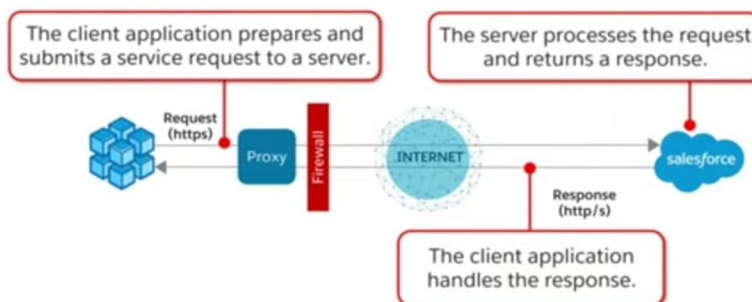 The client application prepares and
submits a service request to a server.
The server processes the request
and returns a response.
Request
(https)
Proxy
Firewall
INTERNET
salesforce
Response
(http/s)
The client application
handles the response.